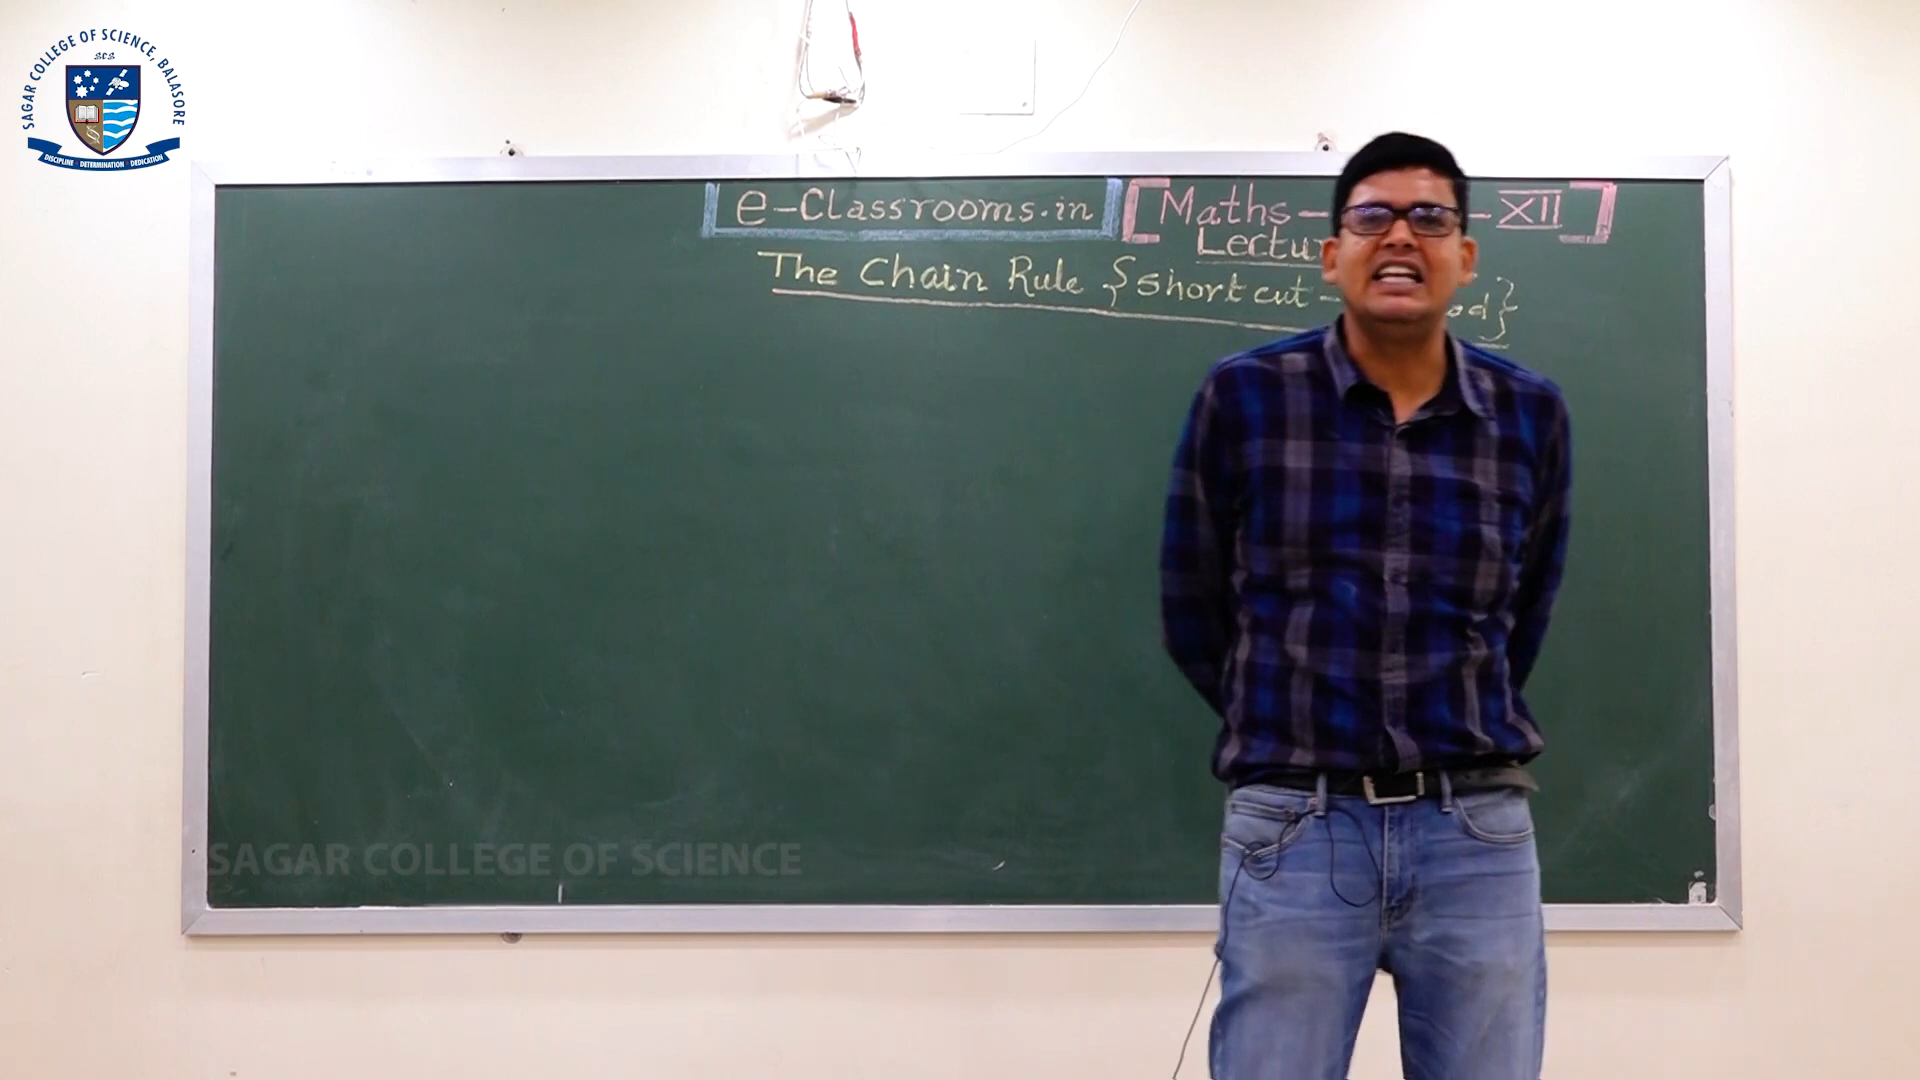 SAGAR COLLEGE OF SCIENCE, BALASORE
SCS
DISCIPLINE DETERMINATION DEDICATION
e-Classrooms.in [Maths - - XII]
The Chain Rule {Short cut -
SAGAR COLLEGE OF SCIENCE